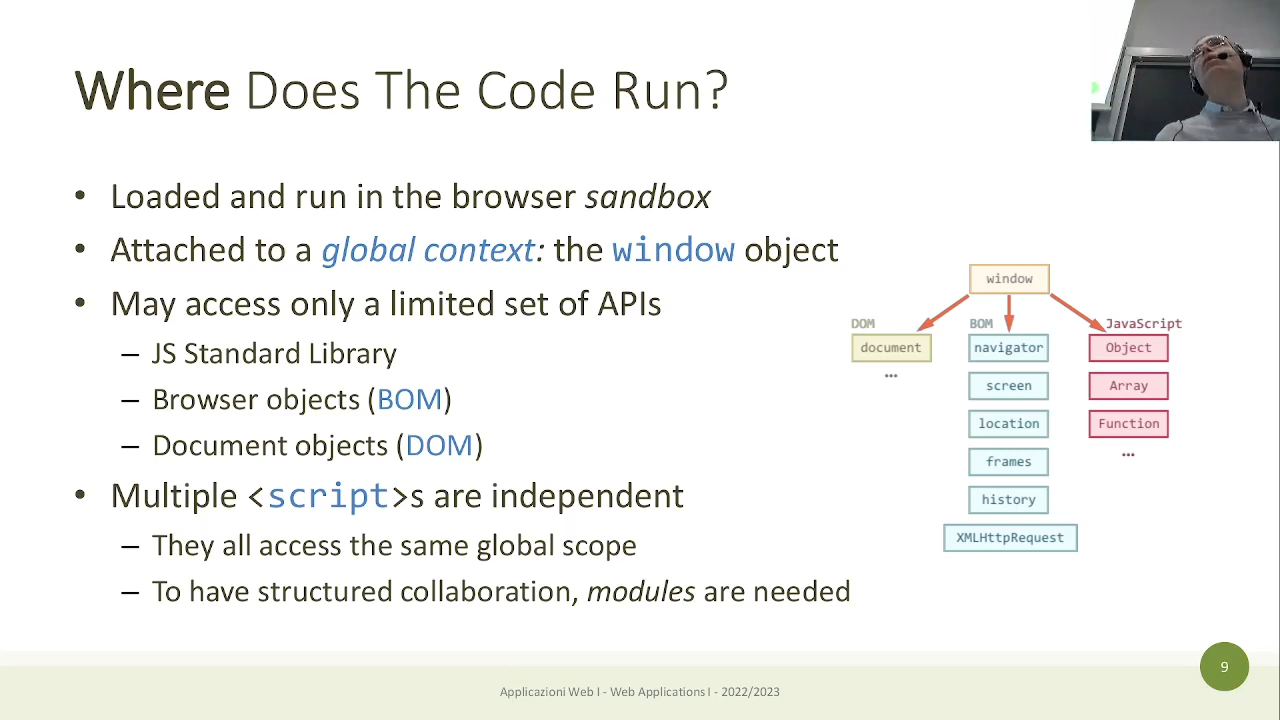 Where Does The Code Run?
• Loaded and run in the browser sandbox
• Attached to a global context: the window object
• May access only a limited set of APIs
– JS Standard Library
– Browser objects (BOM)
– Document objects (DOM)
• Multiple <script>s are independent
– They all access the same global scope
– To have structured collaboration, modules are needed
window
DOM
document
...
BOM
navigator
screen
location
frames
history
XMLHttpRequest
JavaScript
Object
Array
Function
...
Applicazioni Web I - Web Applications I - 2022/2023
9